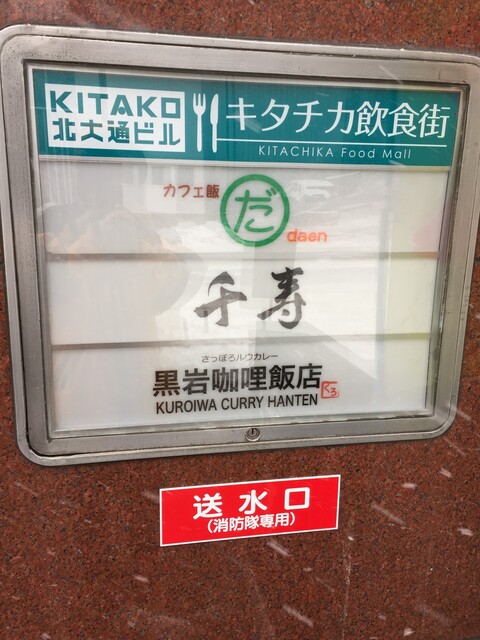 KITAKO
北大通ビル
キタチカ飲食街
KITACHIKA Food Mall
カフェ飯
だ
daen
千寿
さっぽろルウカレー
黒岩咖哩飯店
KUROIWA CURRY HANTEN
くろ
送水口
(消防隊専用)